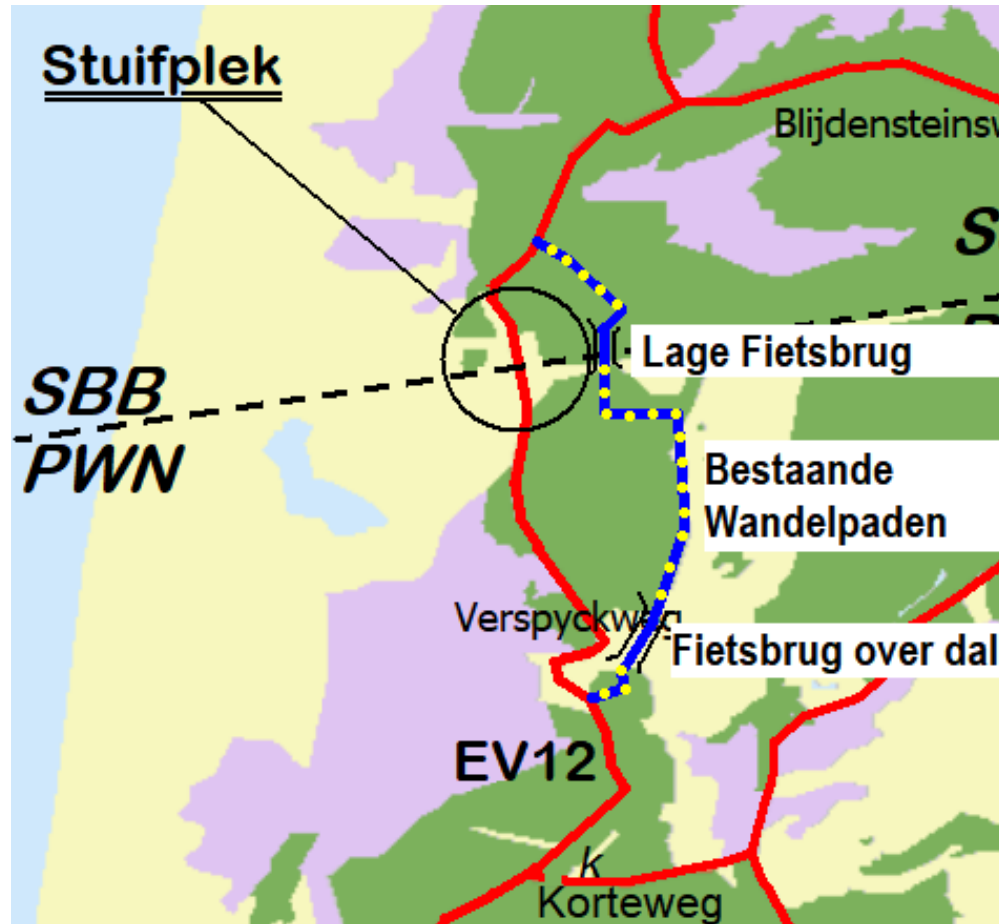 Stuifplek
Blijdensteinsw
S
Lage Fietsbrug
SBB
PWN
Bestaande
Wandelpaden
Verspyckweg
Fietsbrug over dal
EV12
k
Korteweg